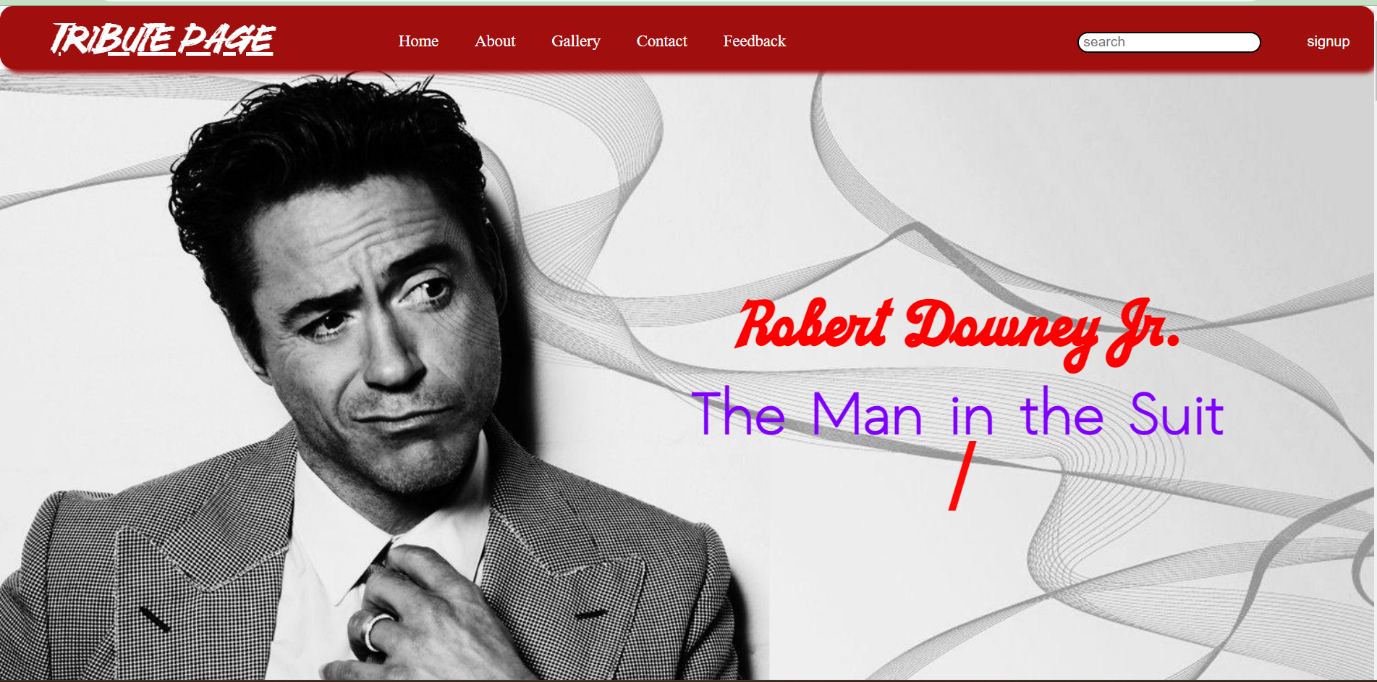 TRIBUTE PAGE
Home About Gallery Contact Feedback
search
signup
Robert Downey Jr.
The Man in the Suit
/